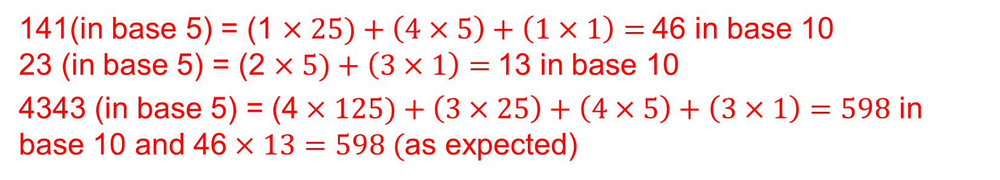 141(in base 5) = (1 × 25) + (4 × 5) + (1 × 1) = 46 in base 10
23 (in base 5) = (2 × 5) + (3 × 1) = 13 in base 10
4343 (in base 5) = (4 × 125) + (3 × 25) + (4 × 5) + (3 × 1) = 598 in
base 10 and 46 × 13 = 598 (as expected)